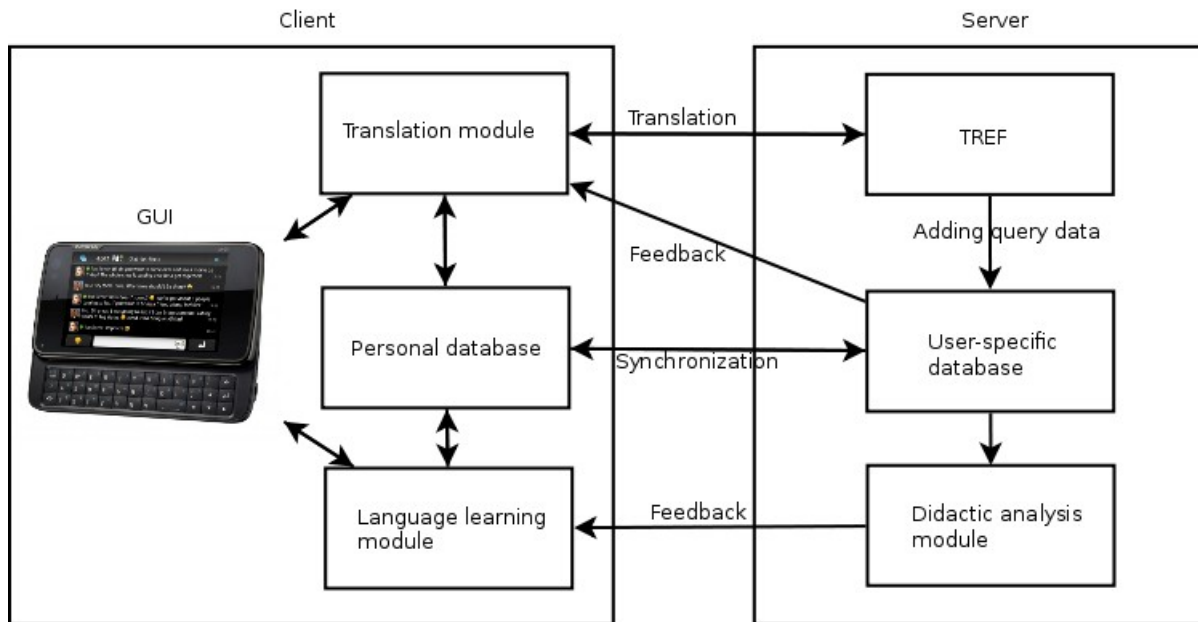 Client
Server
Translation module
Translation
TREF
GUI
Adding query data
Feedback
Personal database
Synchronization
User-specific
database
Language learning
module
Feedback
Didactic analysis
module